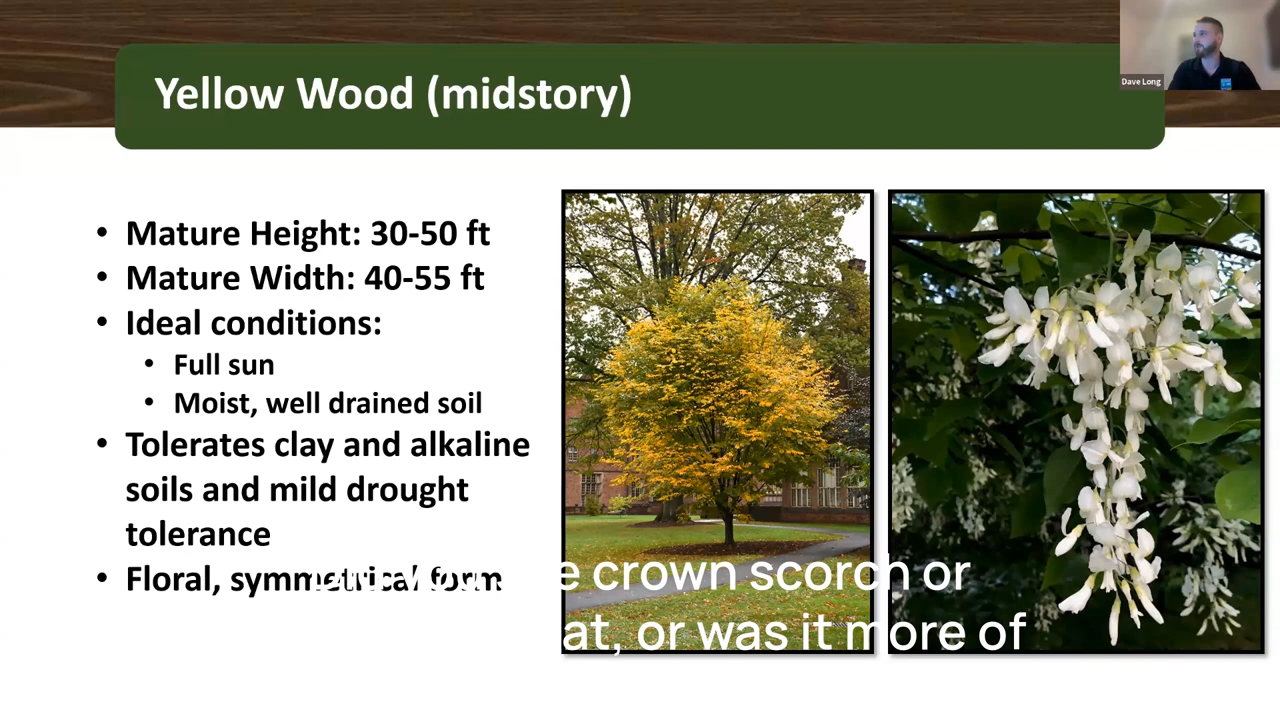 Dave Long
Yellow Wood (midstory)
• Mature Height: 30-50 ft
• Mature Width: 40-55 ft
• Ideal conditions:
• Full sun
• Moist, well drained soil
• Tolerates clay and alkaline
soils and mild drought
tolerance
• Floral, symmetrical form
crown scorch or
or was it more of